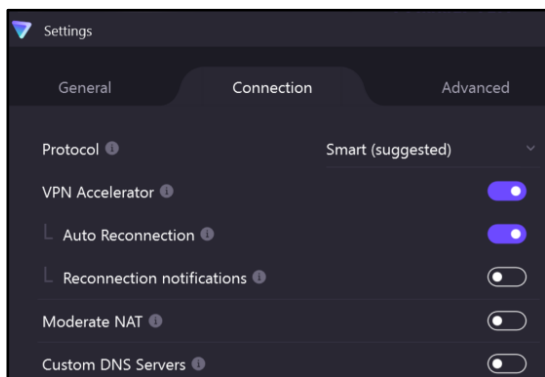 Settings
General Connection Advanced
Protocol Smart (suggested)
VPN Accelerator
Auto Reconnection
Reconnection notifications
Moderate NAT
Custom DNS Servers